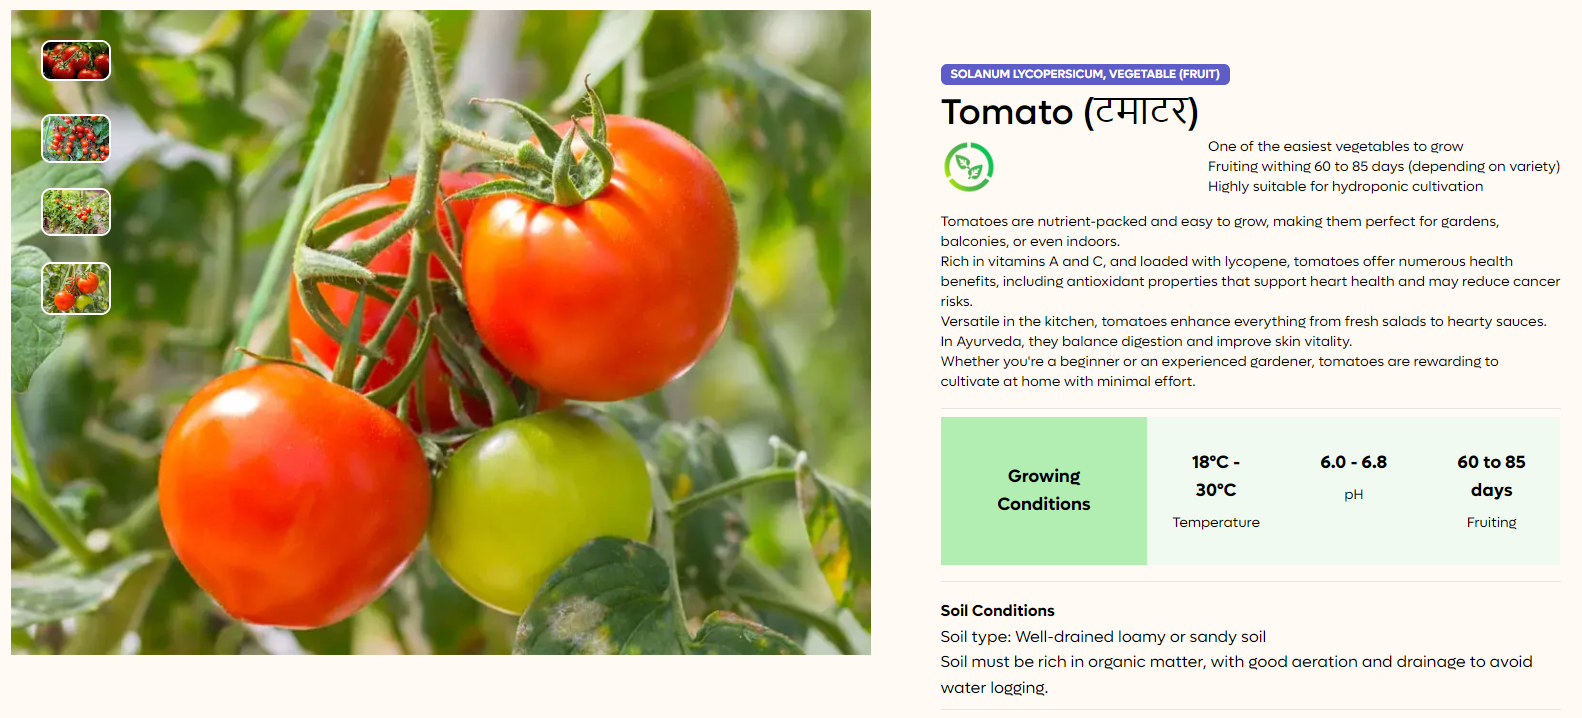 SOLANUM LYCOPERSICUM, VEGETABLE (FRUIT)
Tomato (टमाटर)
One of the easiest vegetables to grow
Fruiting withing 60 to 85 days (depending on variety)
Highly suitable for hydroponic cultivation
Tomatoes are nutrient-packed and easy to grow, making them perfect for gardens,
balconies, or even indoors.
Rich in vitamins A and C, and loaded with lycopene, tomatoes offer numerous health
benefits, including antioxidant properties that support heart health and may reduce cancer
risks.
Versatile in the kitchen, tomatoes enhance everything from fresh salads to hearty sauces.
In Ayurveda, they balance digestion and improve skin vitality.
Whether you're a beginner or an experienced gardener, tomatoes are rewarding to
cultivate at home with minimal effort.
Growing
Conditions
18°C -
30°C
Temperature
6.0 - 6.8
pH
60 to 85
days
Fruiting
Soil Conditions
Soil type: Well-drained loamy or sandy soil
Soil must be rich in organic matter, with good aeration and drainage to avoid
water logging.